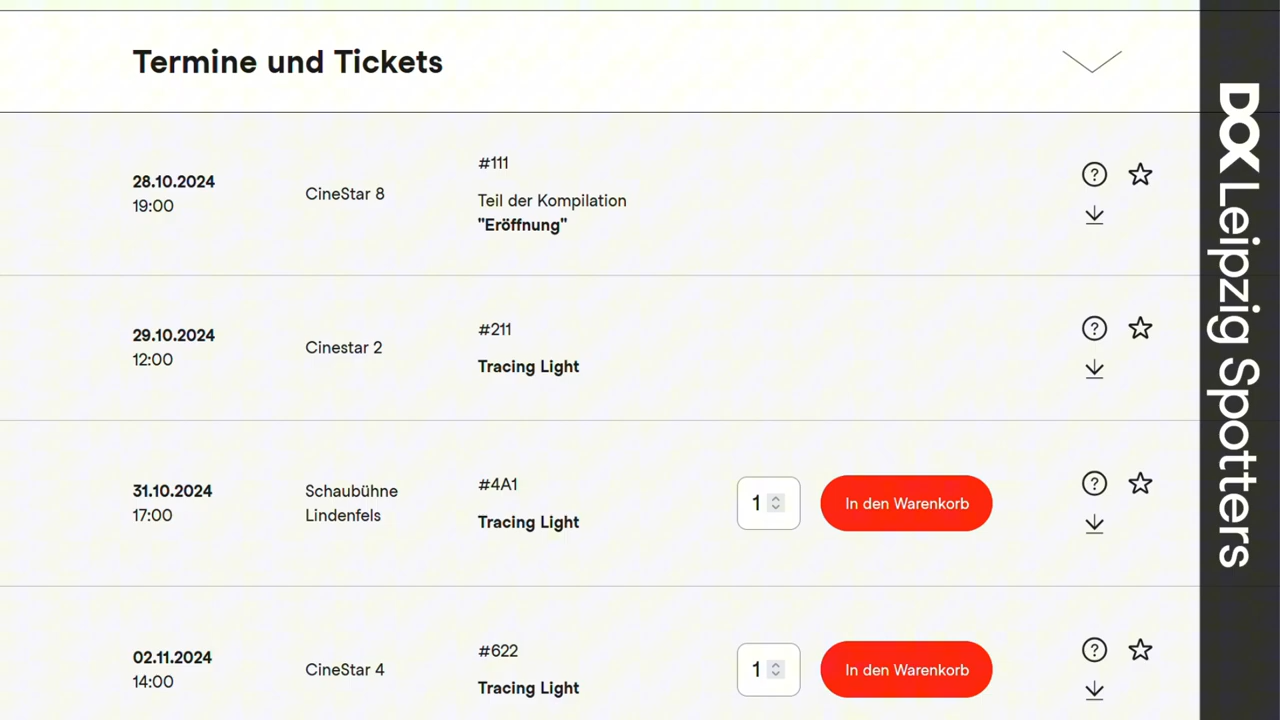 Termine und Tickets
28.10.2024
19:00
CineStar 8
#111
Teil der Kompilation
"Eröffnung"
29.10.2024
12:00
Cinestar 2
#211
Tracing Light
31.10.2024
17:00
Schaubühne
Lindenfels
#4A1
Tracing Light
1
In den Warenkorb
02.11.2024
14:00
CineStar 4
#622
Tracing Light
1
In den Warenkorb
DOK Leipzig Spotters